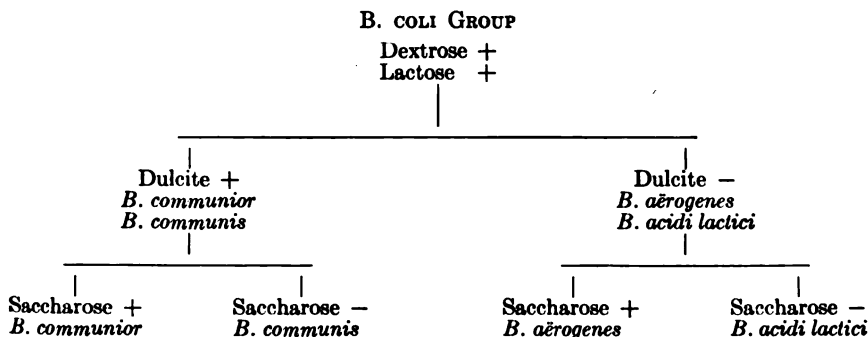 B. COLI GROUP
Dextrose +
Lactose +
Dulcite +
B. communior
B. communis
Dulcite −
B. aërogenes
B. acidi lactici
Saccharose +
B. communior
Saccharose −
B. communis
Saccharose +
B. aërogenes
Saccharose −
B. acidi lactici